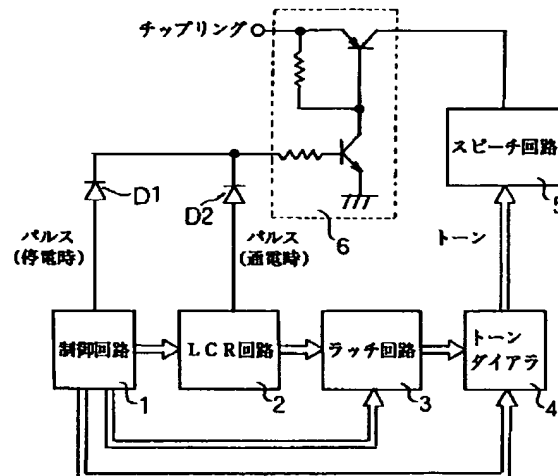 チップリング
D1
D2
パルス
(停電時)
パルス
(通電時)
6
スピーチ回路
5
トーン
制御回路
1
LCR回路
2
ラッチ回路
3
トーン
ダイアラ
4